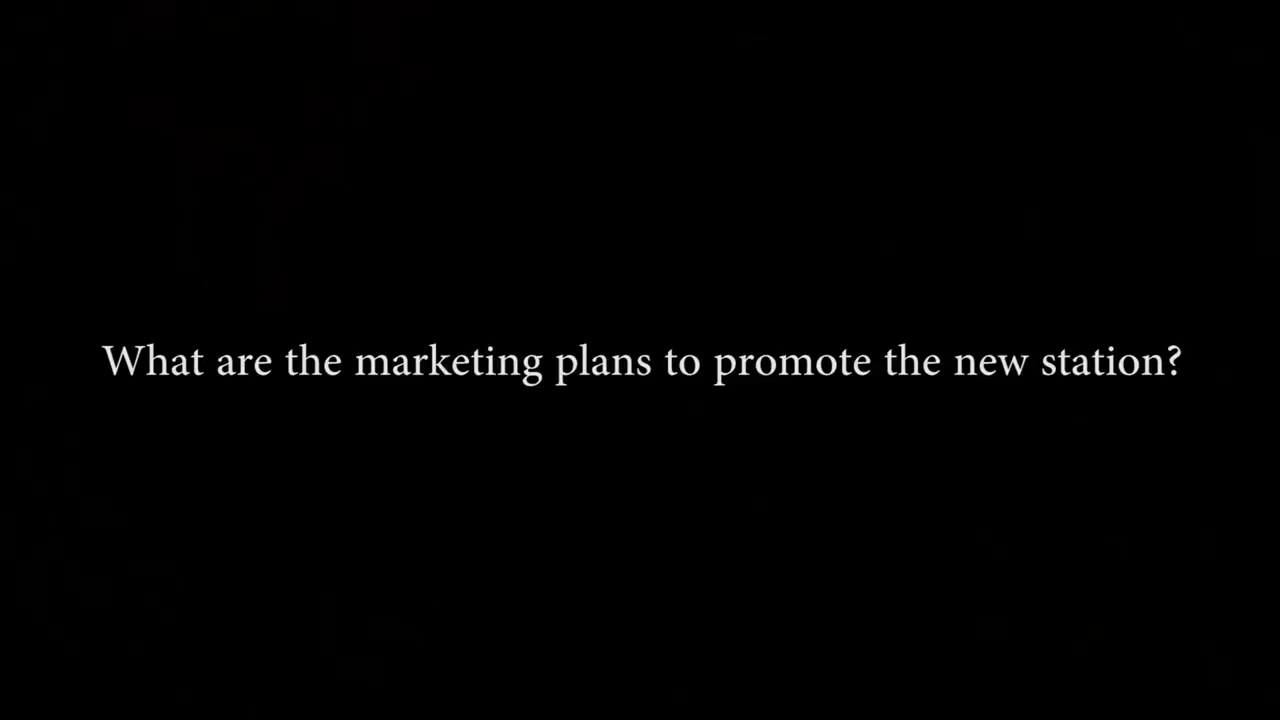 What are the marketing plans to promote the new station?